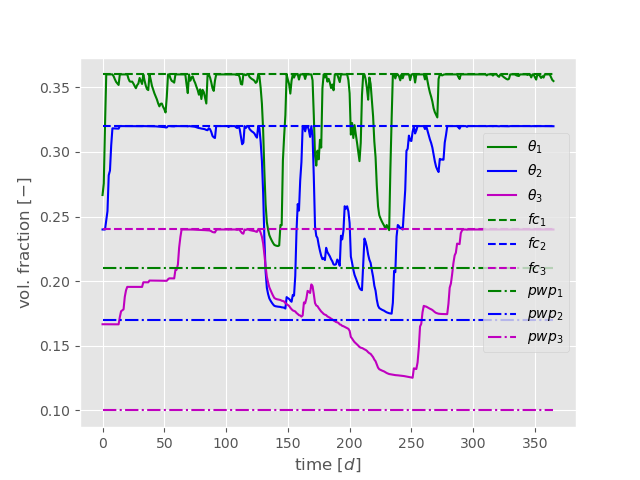 0.35
0.30
0.25
0.20
0.15
0.10
vol. fraction [−]
0
50
100
150
200
250
300
350
time [d]
θ₁
θ₂
θ₃
fc₁
fc₂
fc₃
pwp₁
pwp₂
pwp₃